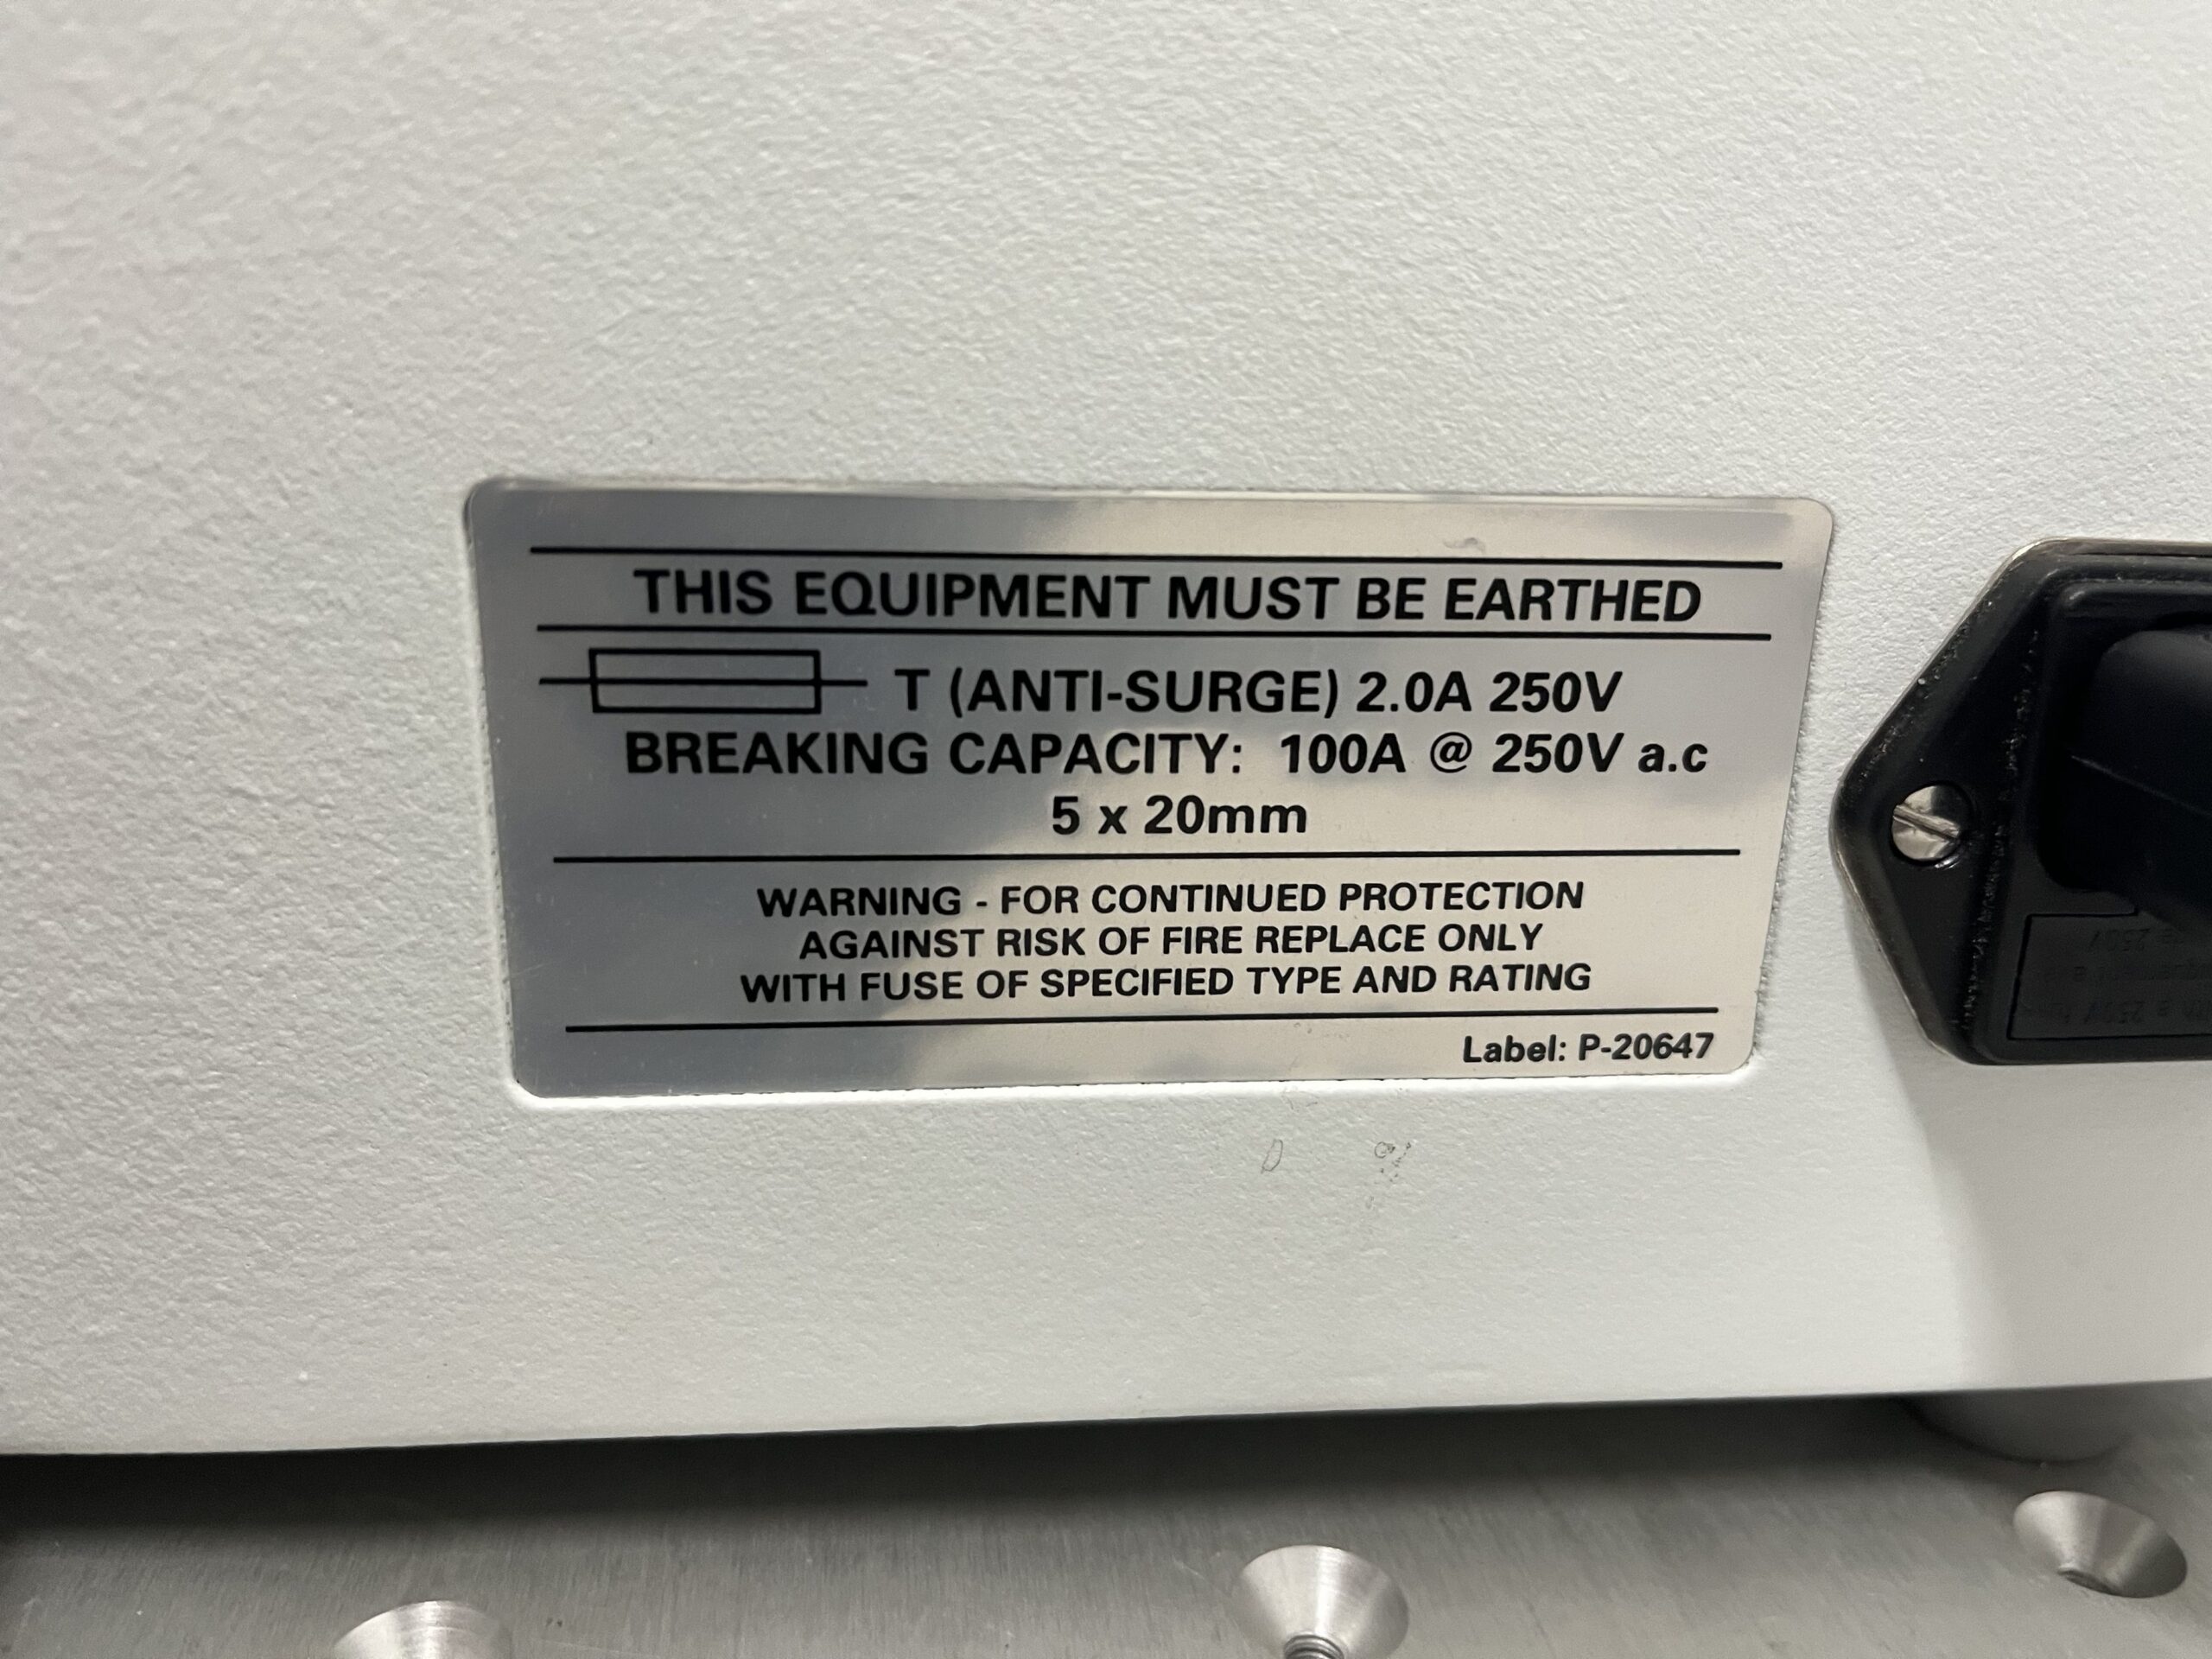 THIS EQUIPMENT MUST BE EARTHED
T (ANTI-SURGE) 2.0A 250V
BREAKING CAPACITY: 100A @ 250V a.c
5 x 20mm
WARNING - FOR CONTINUED PROTECTION
AGAINST RISK OF FIRE REPLACE ONLY
WITH FUSE OF SPECIFIED TYPE AND RATING
Label: P-20647